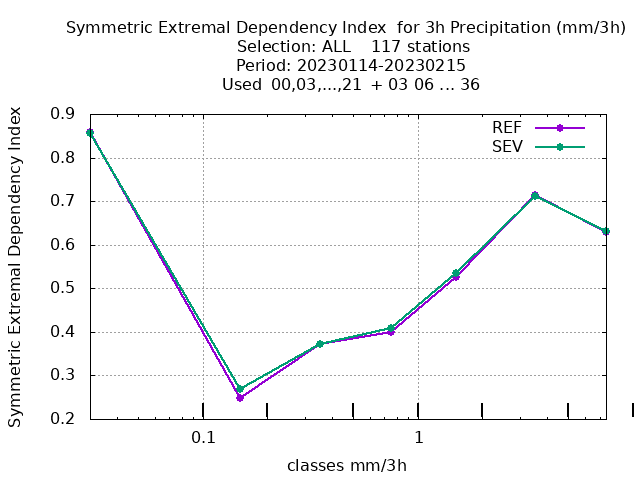 Symmetric Extremal Dependency Index for 3h Precipitation (mm/3h)
Selection: ALL 117 stations
Period: 20230114-20230215
Used 00,03,...,21 + 03 06 ... 36
REF
SEV
Symmetric Extremal Dependency Index
0.9
0.8
0.7
0.6
0.5
0.4
0.3
0.2
0.1 1
classes mm/3h